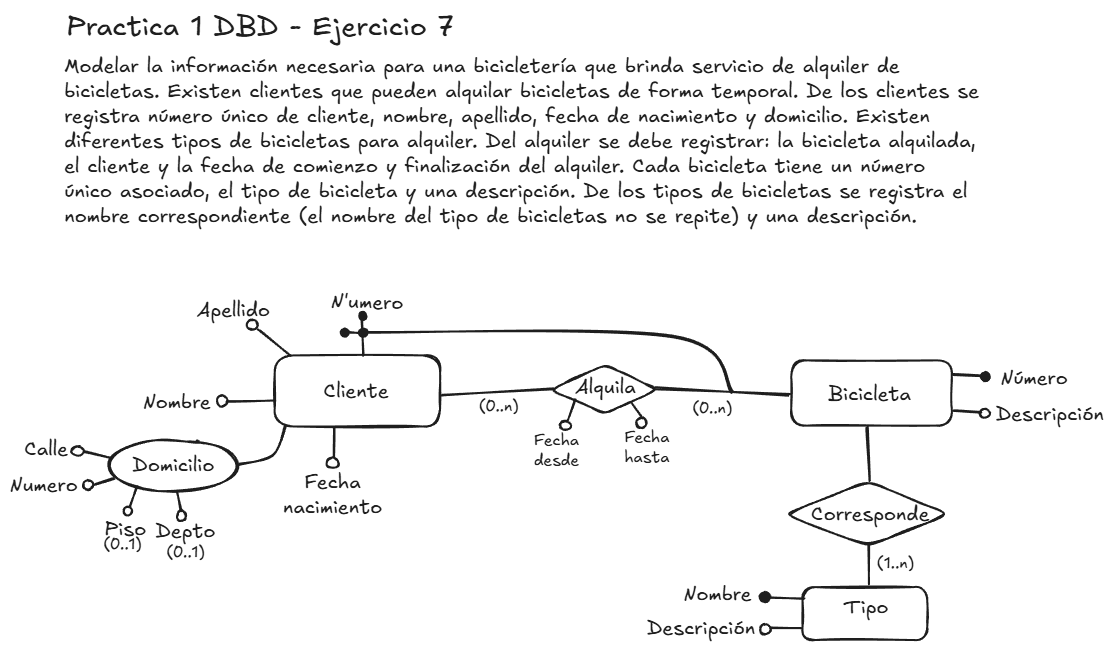 Practica 1 DBD - Ejercicio 7
Modelar la información necesaria para una bicicletería que brinda servicio de alquiler de
bicicletas. Existen clientes que pueden alquilar bicicletas de forma temporal. De los clientes se
registra número único de cliente, nombre, apellido, fecha de nacimiento y domicilio. Existen
diferentes tipos de bicicletas para alquiler. Del alquiler se debe registrar: la bicicleta alquilada,
el cliente y la fecha de comienzo y finalización del alquiler. Cada bicicleta tiene un número
único asociado, el tipo de bicicleta y una descripción. De los tipos de bicicletas se registra el
nombre correspondiente (el nombre del tipo de bicicletas no se repite) y una descripción.
Apellido
N'umero
Cliente
Nombre
Fecha
nacimiento
Domicilio
Calle
Numero
Piso
(0..1)
Depto
(0..1)
(0..n)
Alquila
(0..n)
Fecha
desde
Fecha
hasta
Bicicleta
Número
Descripción
Corresponde
(1..n)
Tipo
Nombre
Descripción